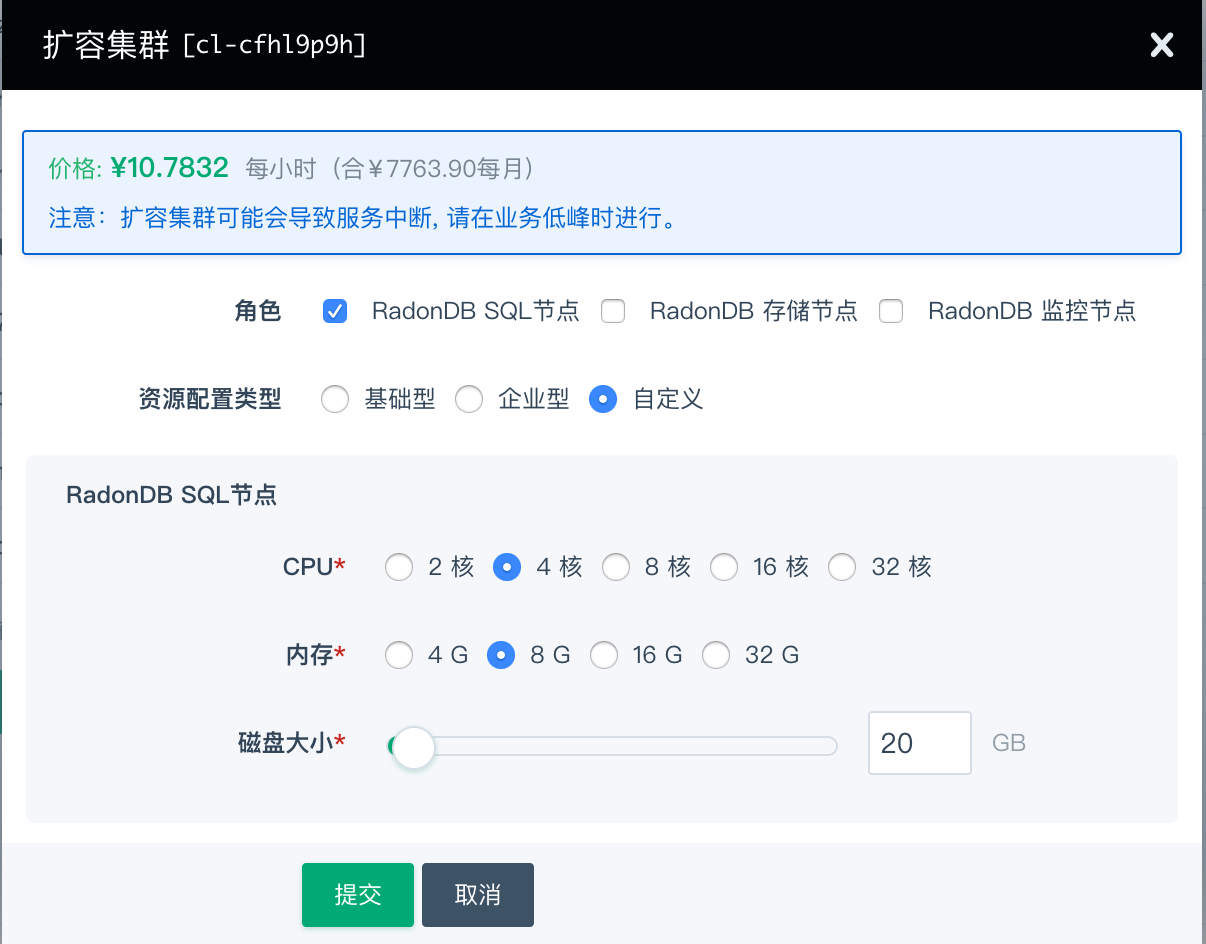 扩容集群 [cl-cfhl9p9h]
价格: ¥10.7832 每小时（合￥7763.90每月）
注意：扩容集群可能会导致服务中断, 请在业务低峰时进行。
角色 RadonDB SQL节点 RadonDB 存储节点 RadonDB 监控节点
资源配置类型 基础型 企业型 自定义
RadonDB SQL节点
CPU* 2 核 4 核 8 核 16 核 32 核
内存* 4 G 8 G 16 G 32 G
磁盘大小* 20 GB
提交 取消